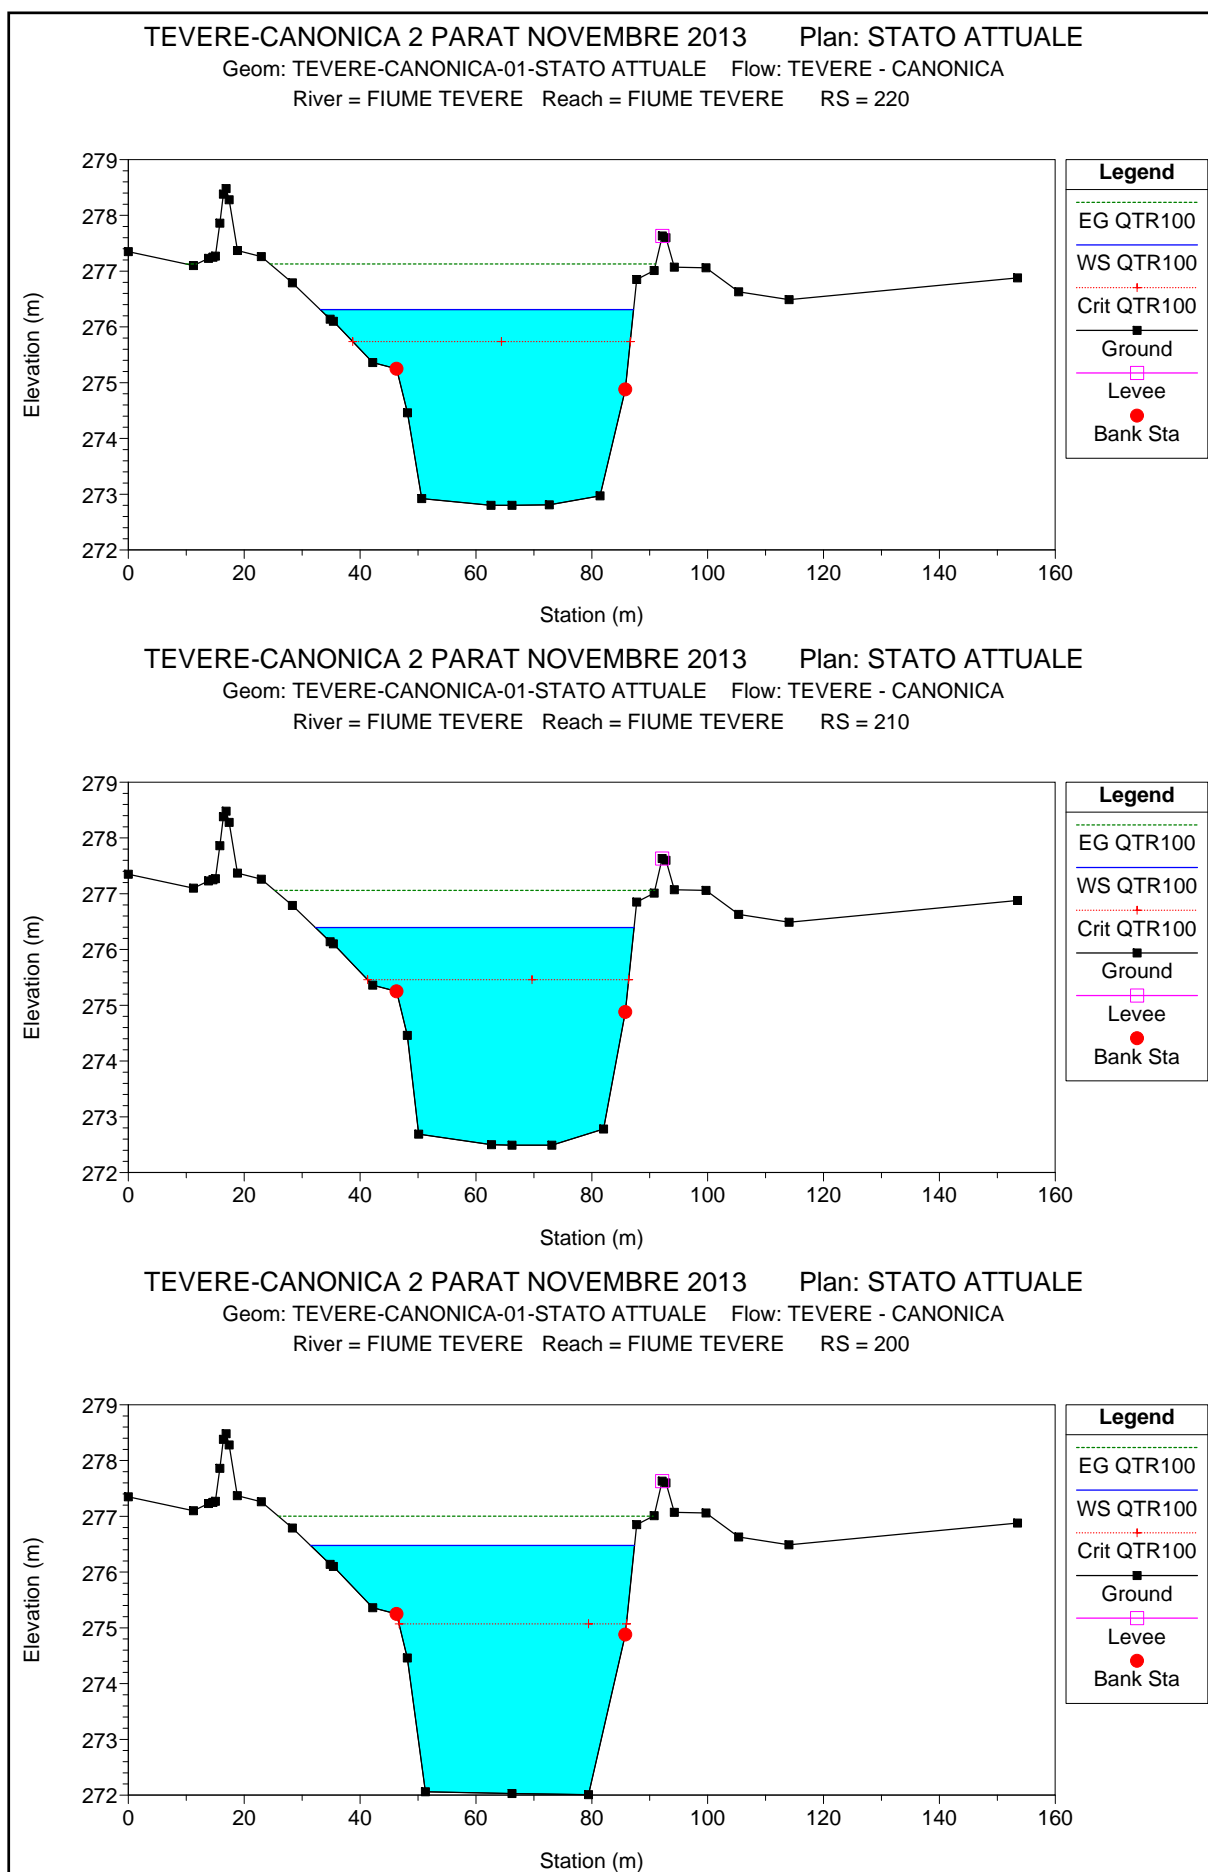 TEVERE-CANONICA 2 PARAT NOVEMBRE 2013 Plan: STATO ATTUALE
Geom: TEVERE-CANONICA-01-STATO ATTUALE Flow: TEVERE - CANONICA
River = FIUME TEVERE Reach = FIUME TEVERE RS = 220
279
278
277
276
275
274
273
272
Elevation (m)
0 20 40 60 80 100 120 140 160
Station (m)
Legend
EG QTR100
WS QTR100
Crit QTR100
Ground
Levee
Bank Sta
TEVERE-CANONICA 2 PARAT NOVEMBRE 2013 Plan: STATO ATTUALE
Geom: TEVERE-CANONICA-01-STATO ATTUALE Flow: TEVERE - CANONICA
River = FIUME TEVERE Reach = FIUME TEVERE RS = 210
279
278
277
276
275
274
273
272
Elevation (m)
0 20 40 60 80 100 120 140 160
Station (m)
Legend
EG QTR100
WS QTR100
Crit QTR100
Ground
Levee
Bank Sta
TEVERE-CANONICA 2 PARAT NOVEMBRE 2013 Plan: STATO ATTUALE
Geom: TEVERE-CANONICA-01-STATO ATTUALE Flow: TEVERE - CANONICA
River = FIUME TEVERE Reach = FIUME TEVERE RS = 200
279
278
277
276
275
274
273
272
Elevation (m)
0 20 40 60 80 100 120 140 160
Station (m)
Legend
EG QTR100
WS QTR100
Crit QTR100
Ground
Levee
Bank Sta